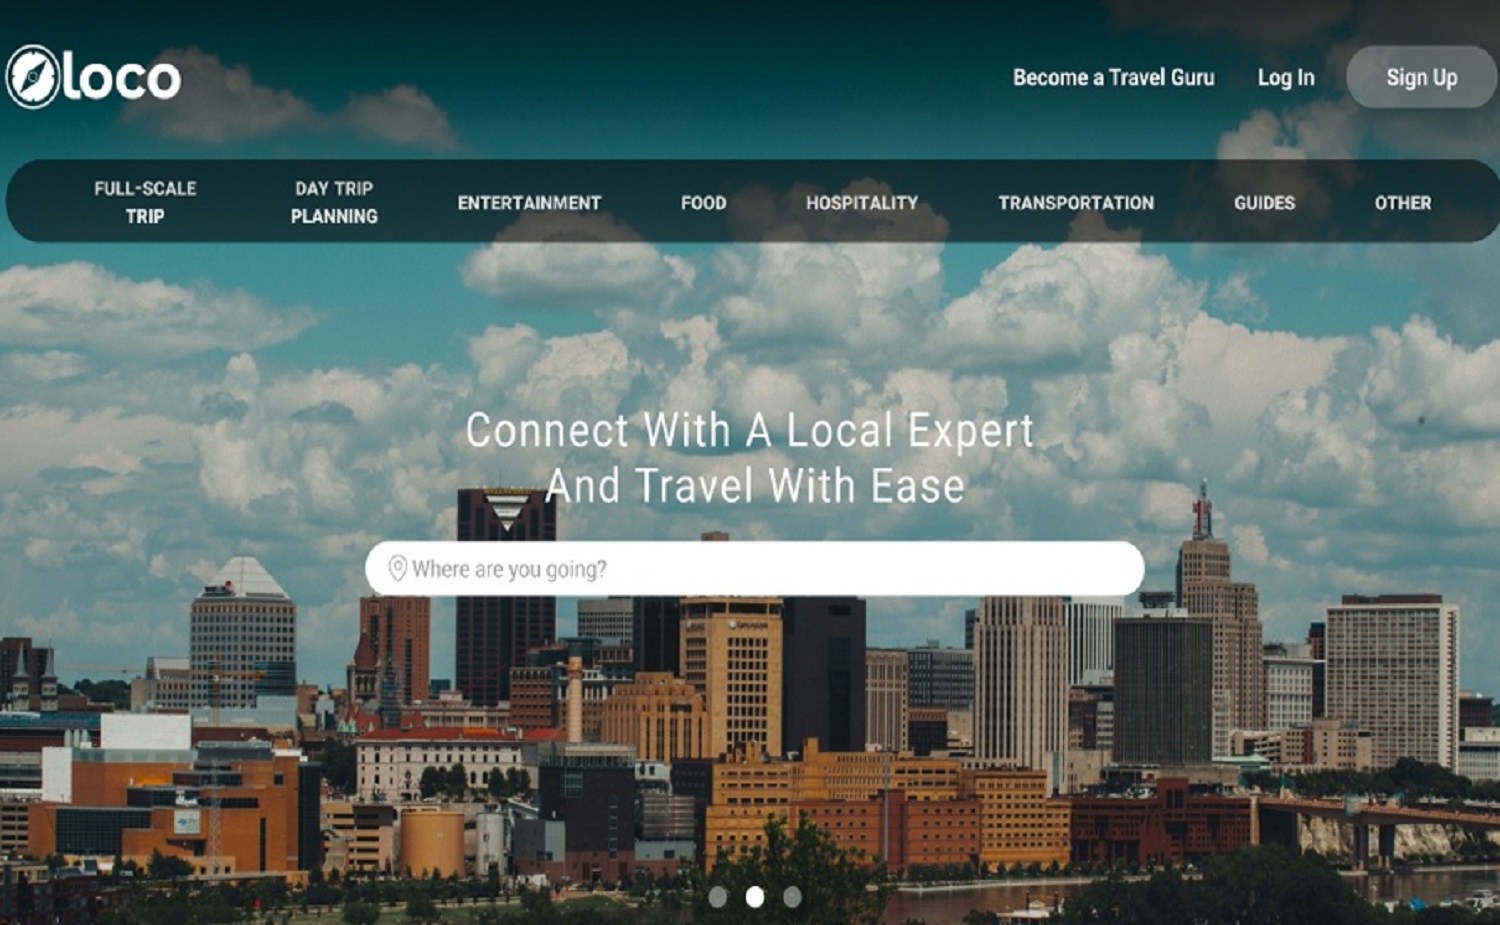 loco
Become a Travel Guru
Log In
Sign Up
FULL-SCALE
TRIP
DAY TRIP
PLANNING
ENTERTAINMENT
FOOD
HOSPITALITY
TRANSPORTATION
GUIDES
OTHER
Connect With A Local Expert
And Travel With Ease
Where are you going?